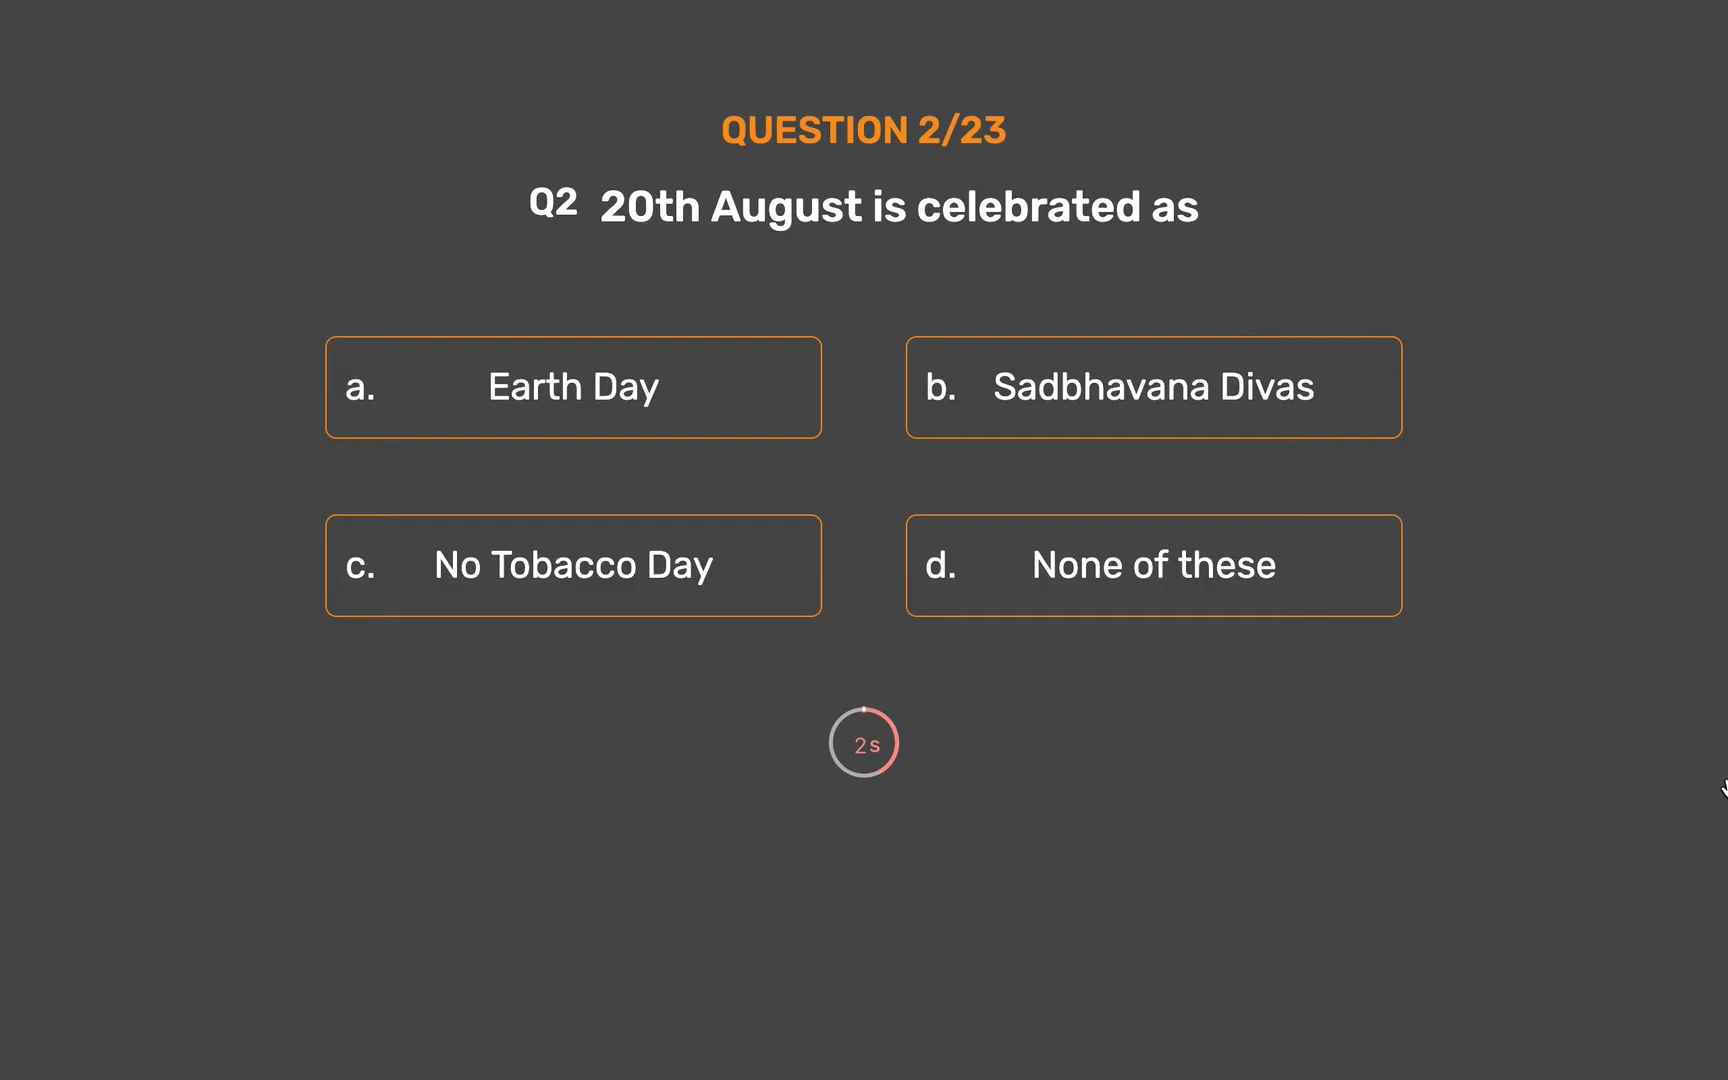 QUESTION 2/23
Q2 20th August is celebrated as
a. Earth Day
b. Sadbhavana Divas
c. No Tobacco Day
d. None of these
2s